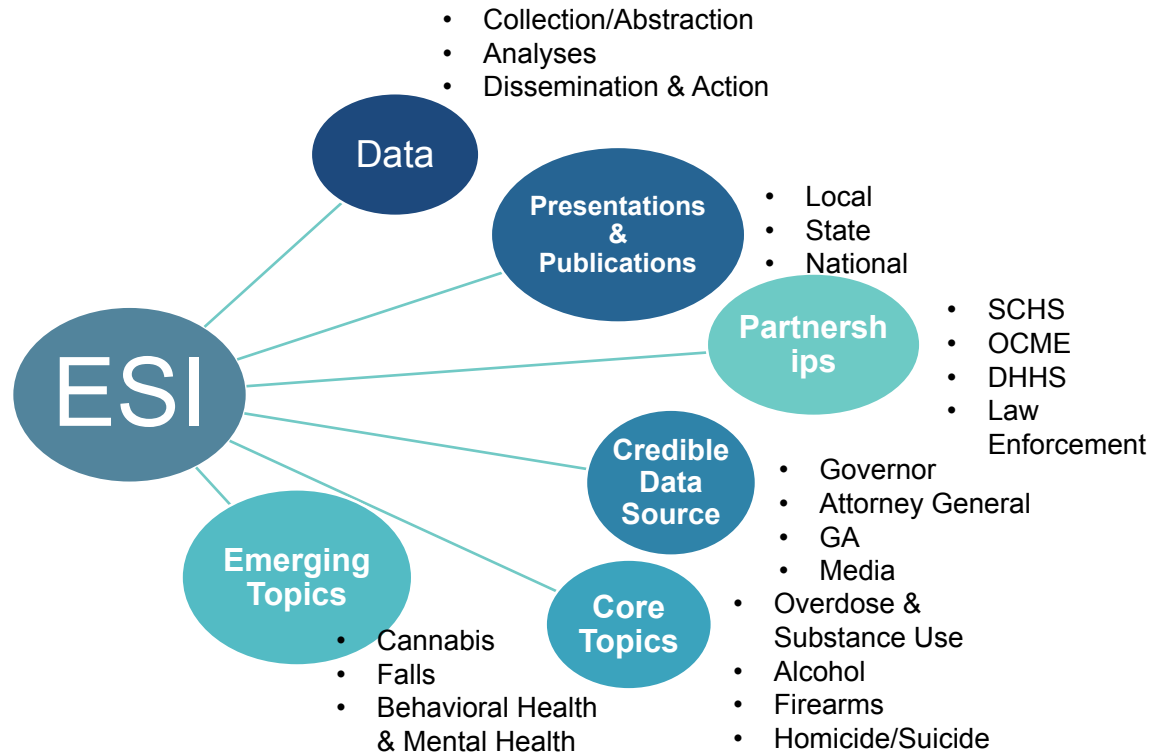 • Collection/Abstraction
• Analyses
• Dissemination & Action
Data
Presentations
&
Publications
• Local
• State
• National
Partnersh
ips
• SCHS
• OCME
• DHHS
• Law
Enforcement
ESI
Credible
Data
Source
• Governor
• Attorney General
• GA
• Media
Emerging
Topics
• Cannabis
• Falls
• Behavioral Health
& Mental Health
Core
Topics
• Overdose &
Substance Use
• Alcohol
• Firearms
• Homicide/Suicide